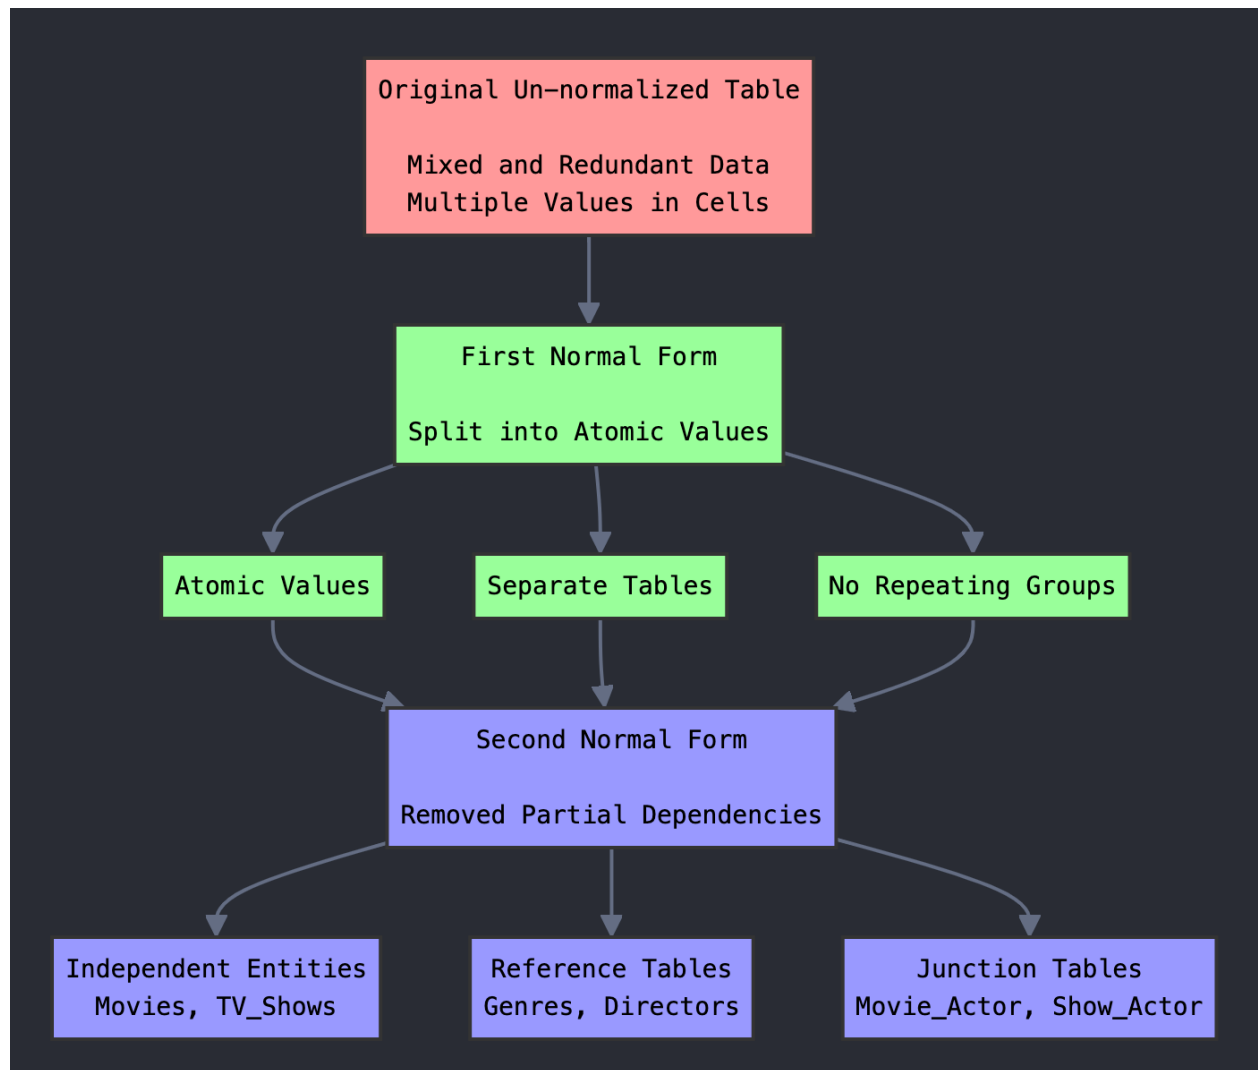 Original Un-normalized Table
Mixed and Redundant Data
Multiple Values in Cells
First Normal Form
Split into Atomic Values
Atomic Values
Separate Tables
No Repeating Groups
Second Normal Form
Removed Partial Dependencies
Independent Entities
Movies, TV_Shows
Reference Tables
Genres, Directors
Junction Tables
Movie_Actor, Show_Actor